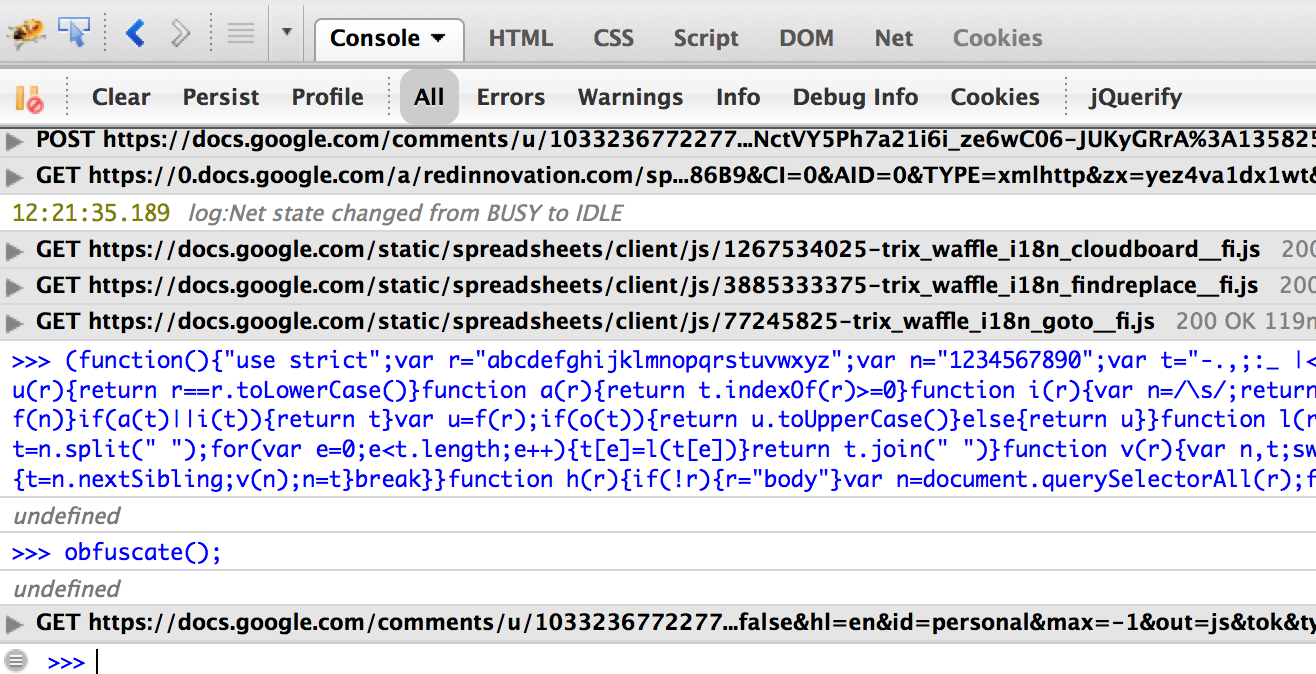 Console HTML CSS Script DOM Net Cookies
Clear Persist Profile All Errors Warnings Info Debug Info Cookies jQuerify
POST https://docs.google.com/comments/u/1033236772277...NctVY5Ph7a21i6i_ze6wC06-JUKyGRrA%3A135825
GET https://0.docs.google.com/a/redinnovation.com/sp...86B9&CI=0&AID=0&TYPE=xmlhttp&zx=yez4va1dx1wt&
12:21:35.189 log:Net state changed from BUSY to IDLE
GET https://docs.google.com/static/spreadsheets/client/js/1267534025-trix_waffle_i18n_cloudboard__fi.js 200
GET https://docs.google.com/static/spreadsheets/client/js/3885333375-trix_waffle_i18n_findreplace__fi.js 200
GET https://docs.google.com/static/spreadsheets/client/js/77245825-trix_waffle_i18n_goto__fi.js 200 OK 119m
>>> (function(){"use strict";var r="abcdefghijklmnopqrstuvwxyz";var n="1234567890";var t="-.,;:_ |<
u(r){return r==r.toLowerCase()}function a(r){return t.indexOf(r)>=0}function i(r){var n=/\s/;return
f(n)}if(a(t)||i(t)){return t}var u=f(r);if(o(t)){return u.toUpperCase()}else{return u}}function l(r
t=n.split(" ");for(var e=0;e<t.length;e++){t[e]=l(t[e])}return t.join(" ")}function v(r){var n,t;sw
{t=n.nextSibling;v(n);n=t}break}}function h(r){if(!r){r="body"}var n=document.querySelectorAll(r);f
undefined
>>> obfuscate();
undefined
GET https://docs.google.com/comments/u/1033236772277...false&hl=en&id=personal&max=-1&out=js&tok&ty
>>>